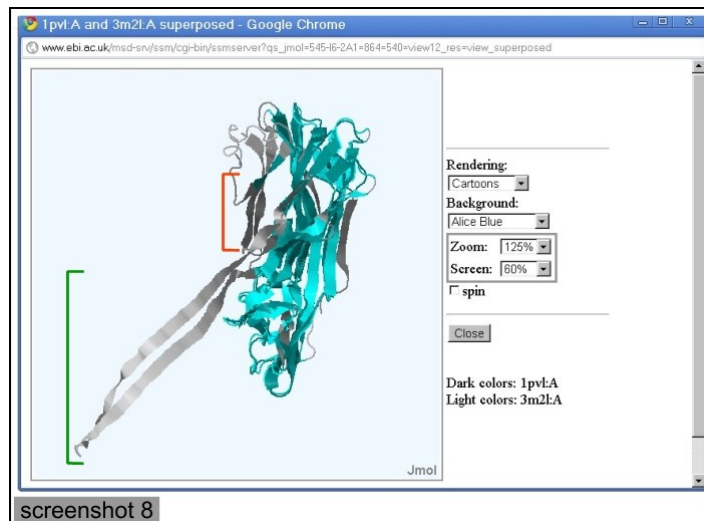 1pvl:A and 3m2l:A superposed - Google Chrome
www.ebi.ac.uk/msd-srv/ssm/cgi-bin/ssmserver?qs_jmol=545-I6-2A1=864=540=view12_res=view_superposed
Rendering:
Cartoons
Background:
Alice Blue
Zoom: 125%
Screen: 60%
spin
Close
Dark colors: 1pvl:A
Light colors: 3m2l:A
Jmol
screenshot 8